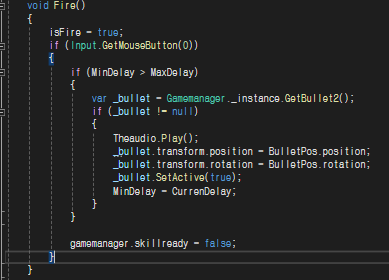 void Fire()
{
isFire = true;
if (Input.GetMouseButton(0))
{
if (MinDelay > MaxDelay)
{
var _bullet = Gamemanager._instance.GetBullet2();
if (_bullet != null)
{
Theaudio.Play();
_bullet.transform.position = BulletPos.position;
_bullet.transform.rotation = BulletPos.rotation;
_bullet.SetActive(true);
MinDelay = CurrenDelay;
}
}
gamemanager.skillready = false;
}
}